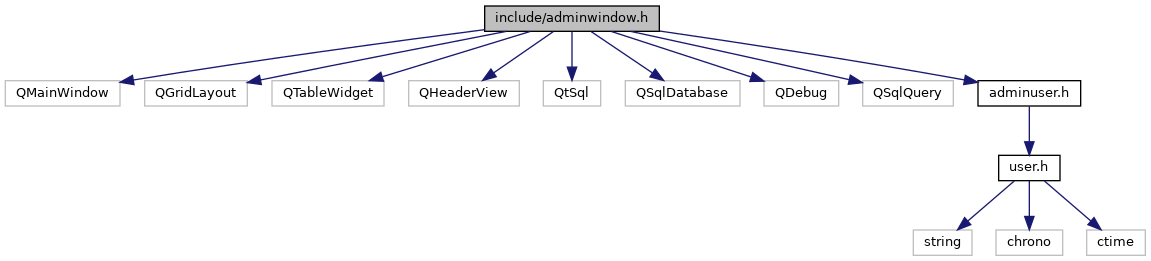 include/adminwindow.h
QMainWindow
QGridLayout
QTableWidget
QHeaderView
QtSql
QSqlDatabase
QDebug
QSqlQuery
adminuser.h
user.h
string
chrono
ctime